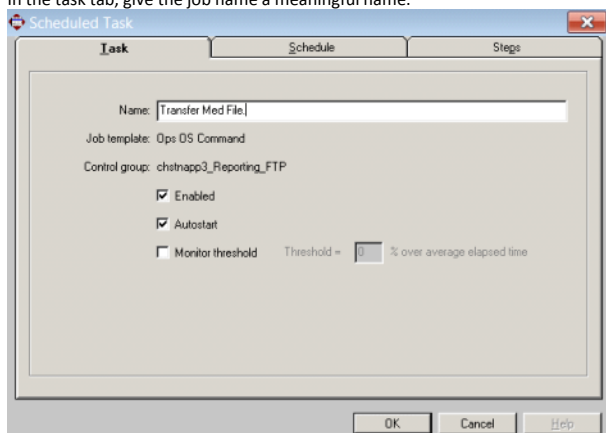 In the task tab, give the job name a meaningful name.
Scheduled Task
Task Schedule Steps
Name: Transfer Med File.
Job template: Ops OS Command
Control group: chstnapp3_Reporting_FTP
Enabled
Autostart
Monitor threshold Threshold = 0 % over average elapsed time
OK Cancel Help